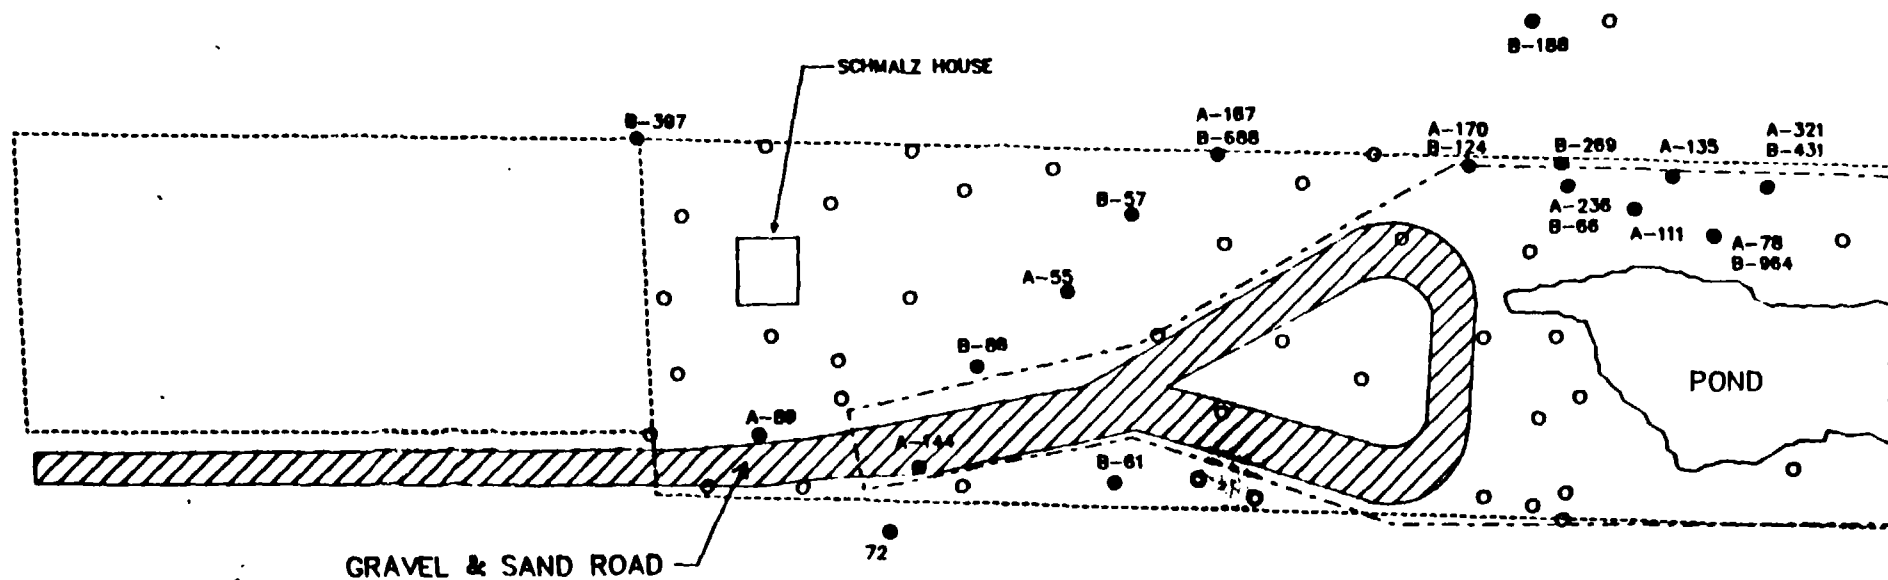 B-188
SCHMALZ HOUSE
B-397
A-167
B-688
A-170
B-124
B-269
A-135
A-321
B-431
B-57
A-236
B-66
A-111
A-78
B-964
A-55
B-86
POND
A-89
A-144
B-61
72
GRAVEL & SAND ROAD